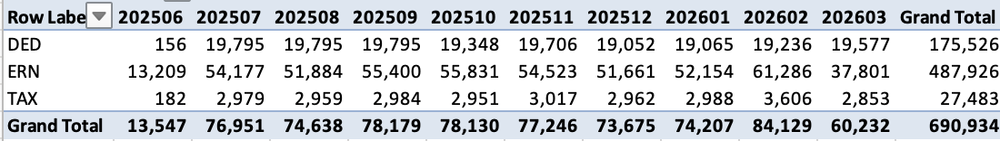 Row Labe 202506 202507 202508 202509 202510 202511 202512 202601 202602 202603 Grand Total
DED 156 19,795 19,795 19,795 19,348 19,706 19,052 19,065 19,236 19,577 175,526
ERN 13,209 54,177 51,884 55,400 55,831 54,523 51,661 52,154 61,286 37,801 487,926
TAX 182 2,979 2,959 2,984 2,951 3,017 2,962 2,988 3,606 2,853 27,483
Grand Total 13,547 76,951 74,638 78,179 78,130 77,246 73,675 74,207 84,129 60,232 690,934